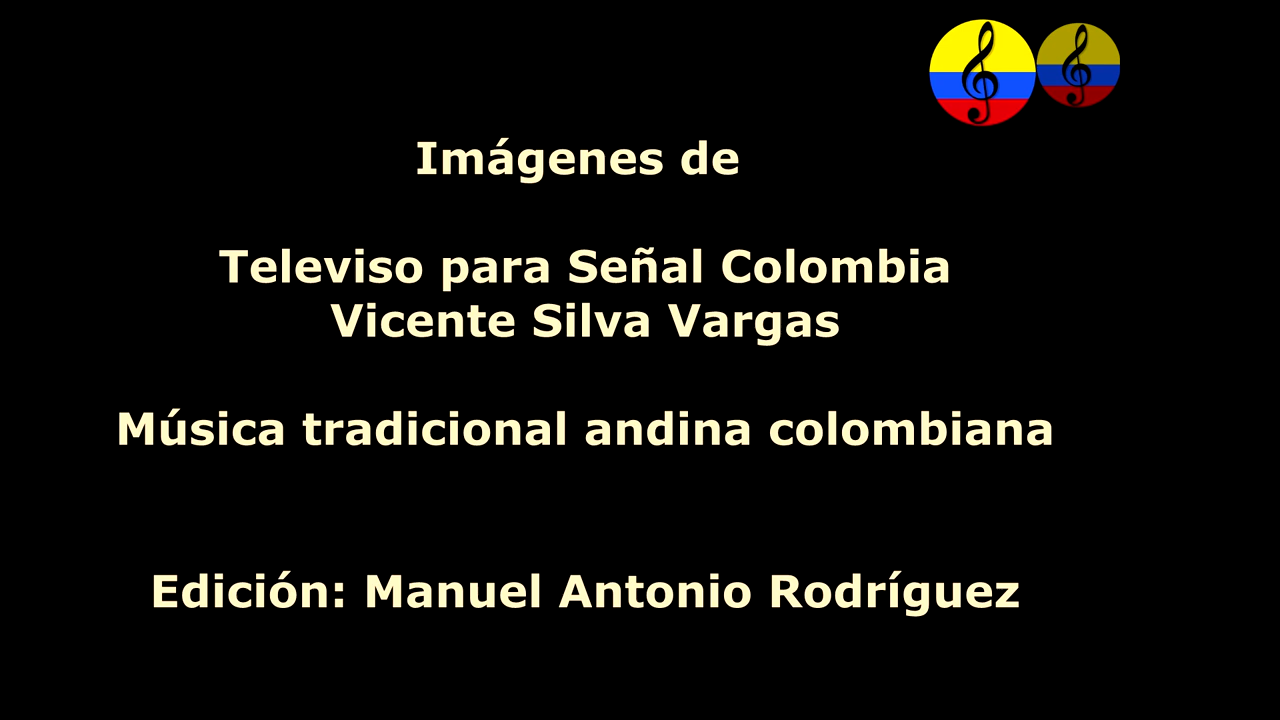 Imágenes de
Televiso para Señal Colombia
Vicente Silva Vargas
Música tradicional andina colombiana
Edición: Manuel Antonio Rodríguez